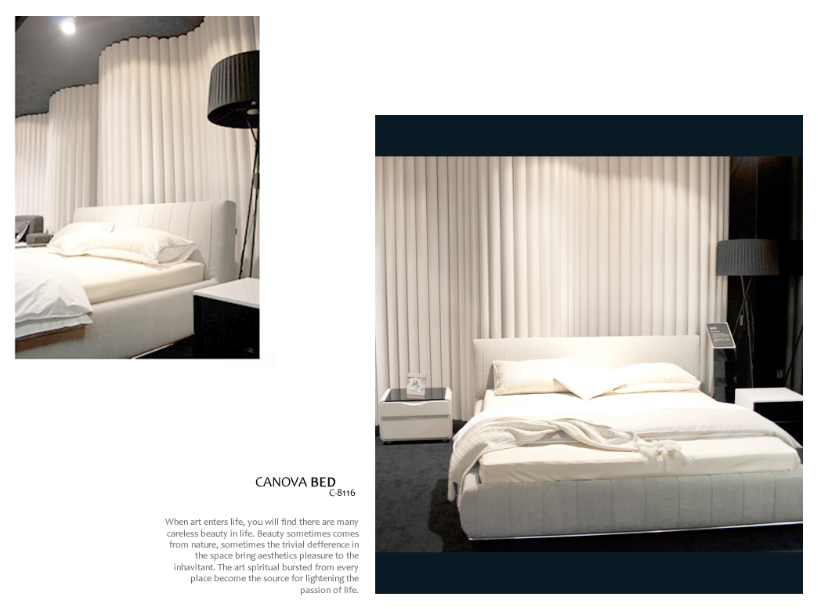 CANOVA BED
C-8116
When art enters life, you will find there are many
careless beauty in life. Beauty sometimes comes
from nature, sometimes the trivial defference in
the space bring aesthetics pleasure to the
inhavitant. The art spiritual bursted from every
place become the source for lightening the
passion of life.